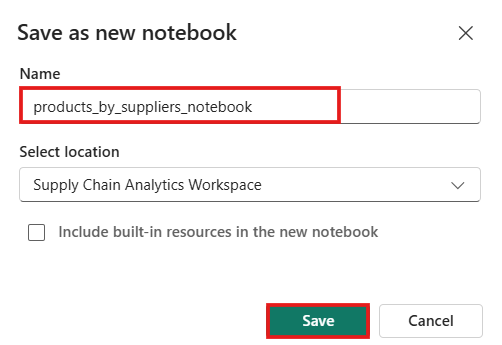 Save as new notebook
Name
products_by_suppliers_notebook
Select location
Supply Chain Analytics Workspace
Include built-in resources in the new notebook
Save Cancel